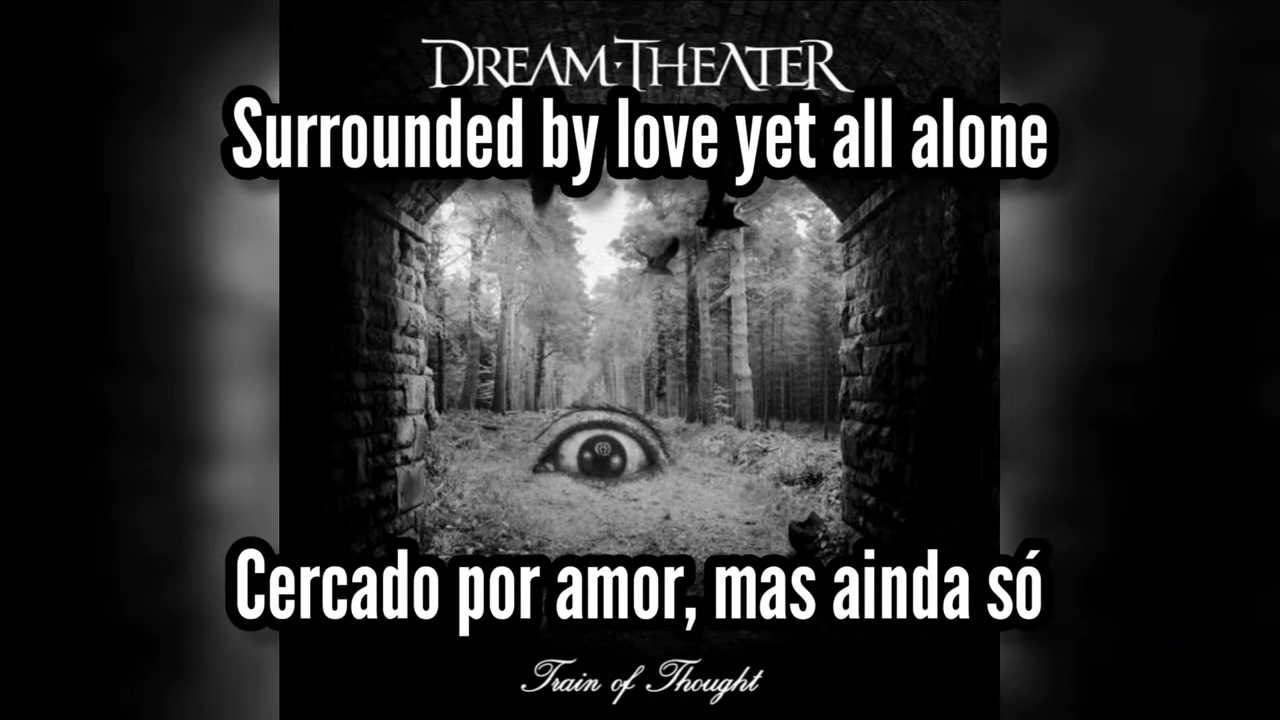 DREAM THEATER
Surrounded by love yet all alone
Cercado por amor, mas ainda só
Train of Thought